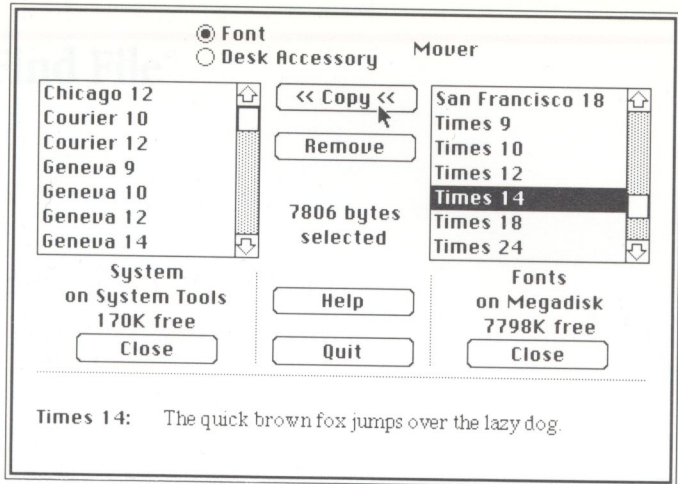 Font
Desk Accessory
Mover
Chicago 12
Courier 10
Courier 12
Geneva 9
Geneva 10
Geneva 12
Geneva 14
<< Copy <<
Remove
7806 bytes
selected
San Francisco 18
Times 9
Times 10
Times 12
Times 14
Times 18
Times 24
System
on System Tools
170K free
Close
Help
Quit
Fonts
on Megadisk
7798K free
Close
Times 14: The quick brown fox jumps over the lazy dog.
Find File